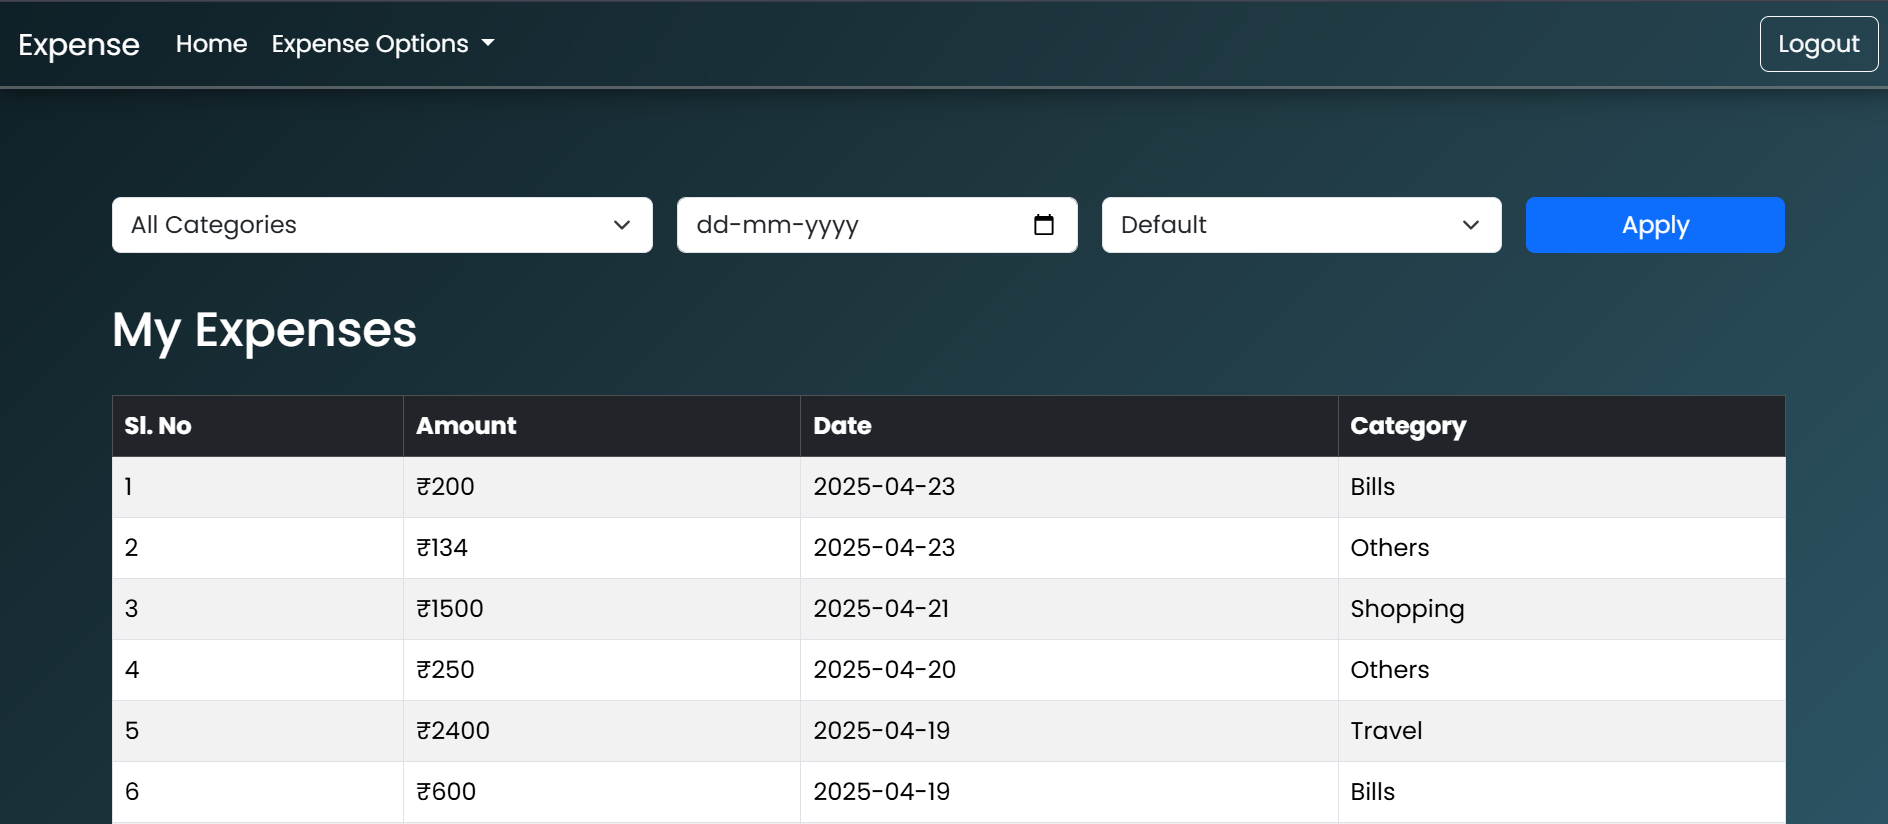 Expense Home Expense Options Logout
All Categories dd-mm-yyyy Default Apply
My Expenses
Sl. No Amount Date Category
1 ₹200 2025-04-23 Bills
2 ₹134 2025-04-23 Others
3 ₹1500 2025-04-21 Shopping
4 ₹250 2025-04-20 Others
5 ₹2400 2025-04-19 Travel
6 ₹600 2025-04-19 Bills